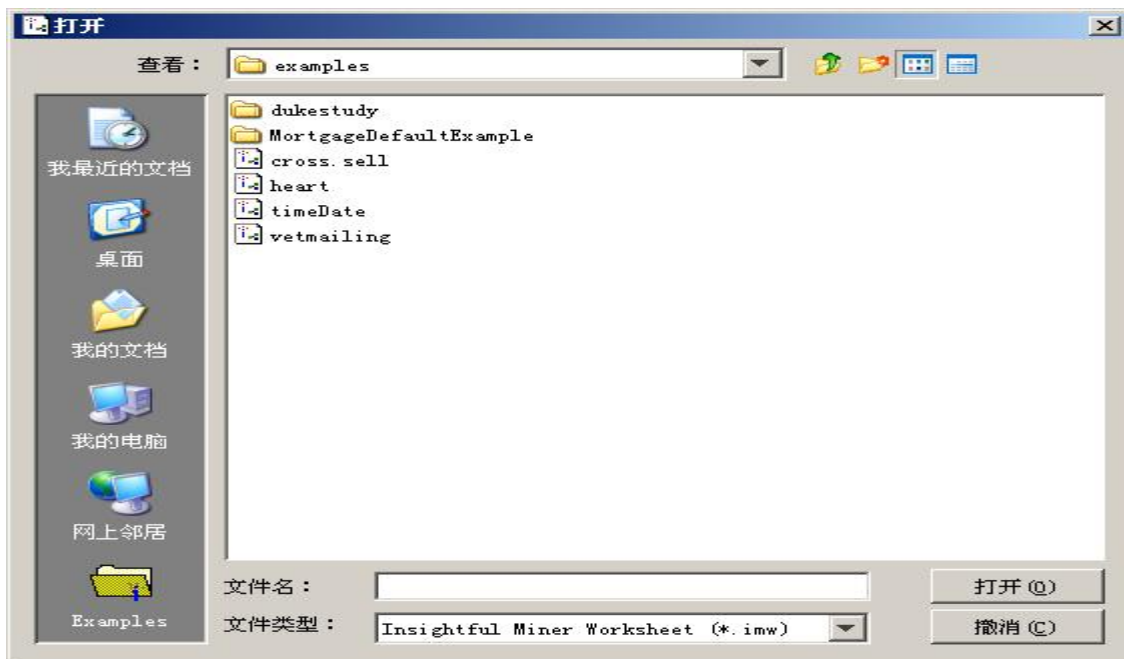 打开
查看：
examples
我最近的文档
桌面
我的文档
我的电脑
网上邻居
Examples
dukestudy
MortgageDefaultExample
cross.sell
heart
timeDate
vetmailing
文件名：
打开(O)
文件类型：
Insightful Miner Worksheet (*.imw)
撤消(C)